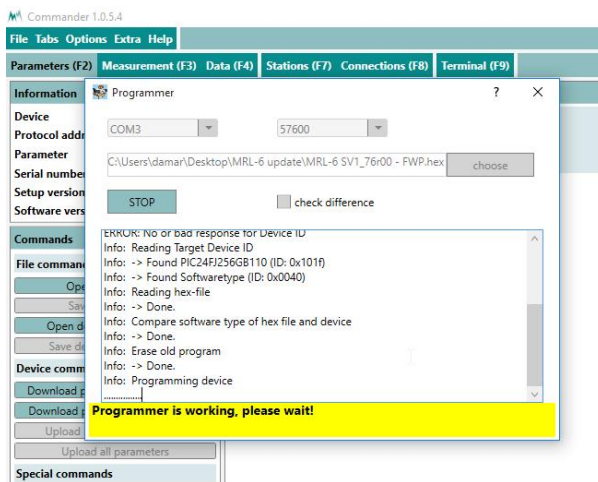 Commander 1.0.5.4
File Tabs Options Extra Help
Parameters (F2) Measurement (F3) Data (F4) Stations (F7) Connections (F8) Terminal (F9)
Information
Device
Protocol addr
Parameter
Serial number
Setup version
Software vers
Commands
File comman
Ope
Sav
Open d
Save de
Device comm
Download p
Download p
Upload
Upload all parameters
Special commands
Programmer
?
COM3
57600
C:\Users\damar\Desktop\MRL-6 update\MRL-6 SV1_76r00 - FWP.hex
choose
STOP
check difference
ERROR: No or bad response for Device ID
Info: Reading Target Device ID
Info: -> Found PIC24FJ256GB110 (ID: 0x101f)
Info: -> Found Softwaretype (ID: 0x0040)
Info: Reading hex-file
Info: -> Done.
Info: Compare software type of hex file and device
Info: -> Done.
Info: Erase old program
Info: -> Done.
Info: Programming device
...............
Programmer is working, please wait!